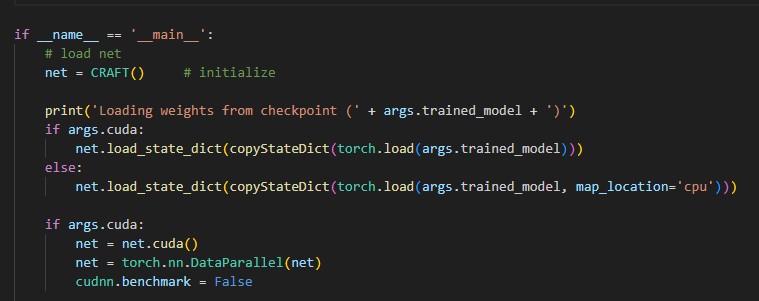 if __name__ == '__main__':
    # load net
    net = CRAFT()     # initialize

    print('Loading weights from checkpoint (' + args.trained_model + ')')
    if args.cuda:
        net.load_state_dict(copyStateDict(torch.load(args.trained_model)))
    else:
        net.load_state_dict(copyStateDict(torch.load(args.trained_model, map_location='cpu')))

    if args.cuda:
        net = net.cuda()
        net = torch.nn.DataParallel(net)
        cudnn.benchmark = False